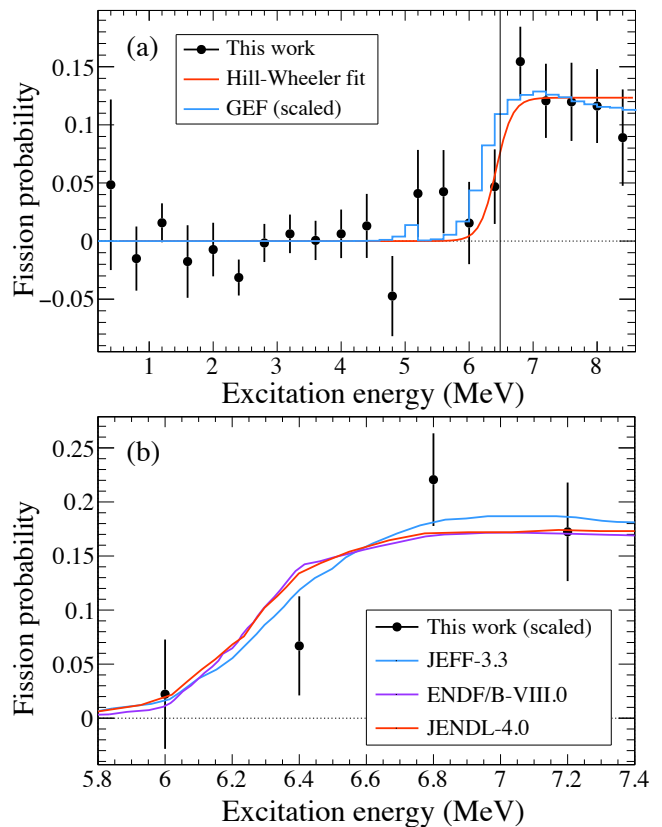 (a)
This work
Hill-Wheeler fit
GEF (scaled)
Fission probability
0.15
0.1
0.05
0
−0.05
1 2 3 4 5 6 7 8
Excitation energy (MeV)
(b)
Fission probability
0.25
0.2
0.15
0.1
0.05
0
This work (scaled)
JEFF-3.3
ENDF/B-VIII.0
JENDL-4.0
5.8 6 6.2 6.4 6.6 6.8 7 7.2 7.4
Excitation energy (MeV)